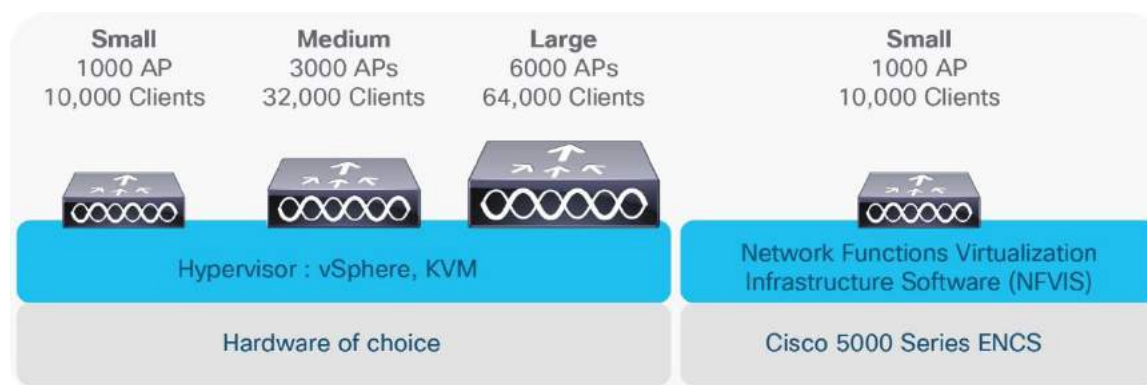 Small
1000 AP
10,000 Clients
Medium
3000 APs
32,000 Clients
Large
6000 APs
64,000 Clients
Small
1000 AP
10,000 Clients
Hypervisor : vSphere, KVM
Network Functions Virtualization
Infrastructure Software (NFVIS)
Hardware of choice
Cisco 5000 Series ENCS